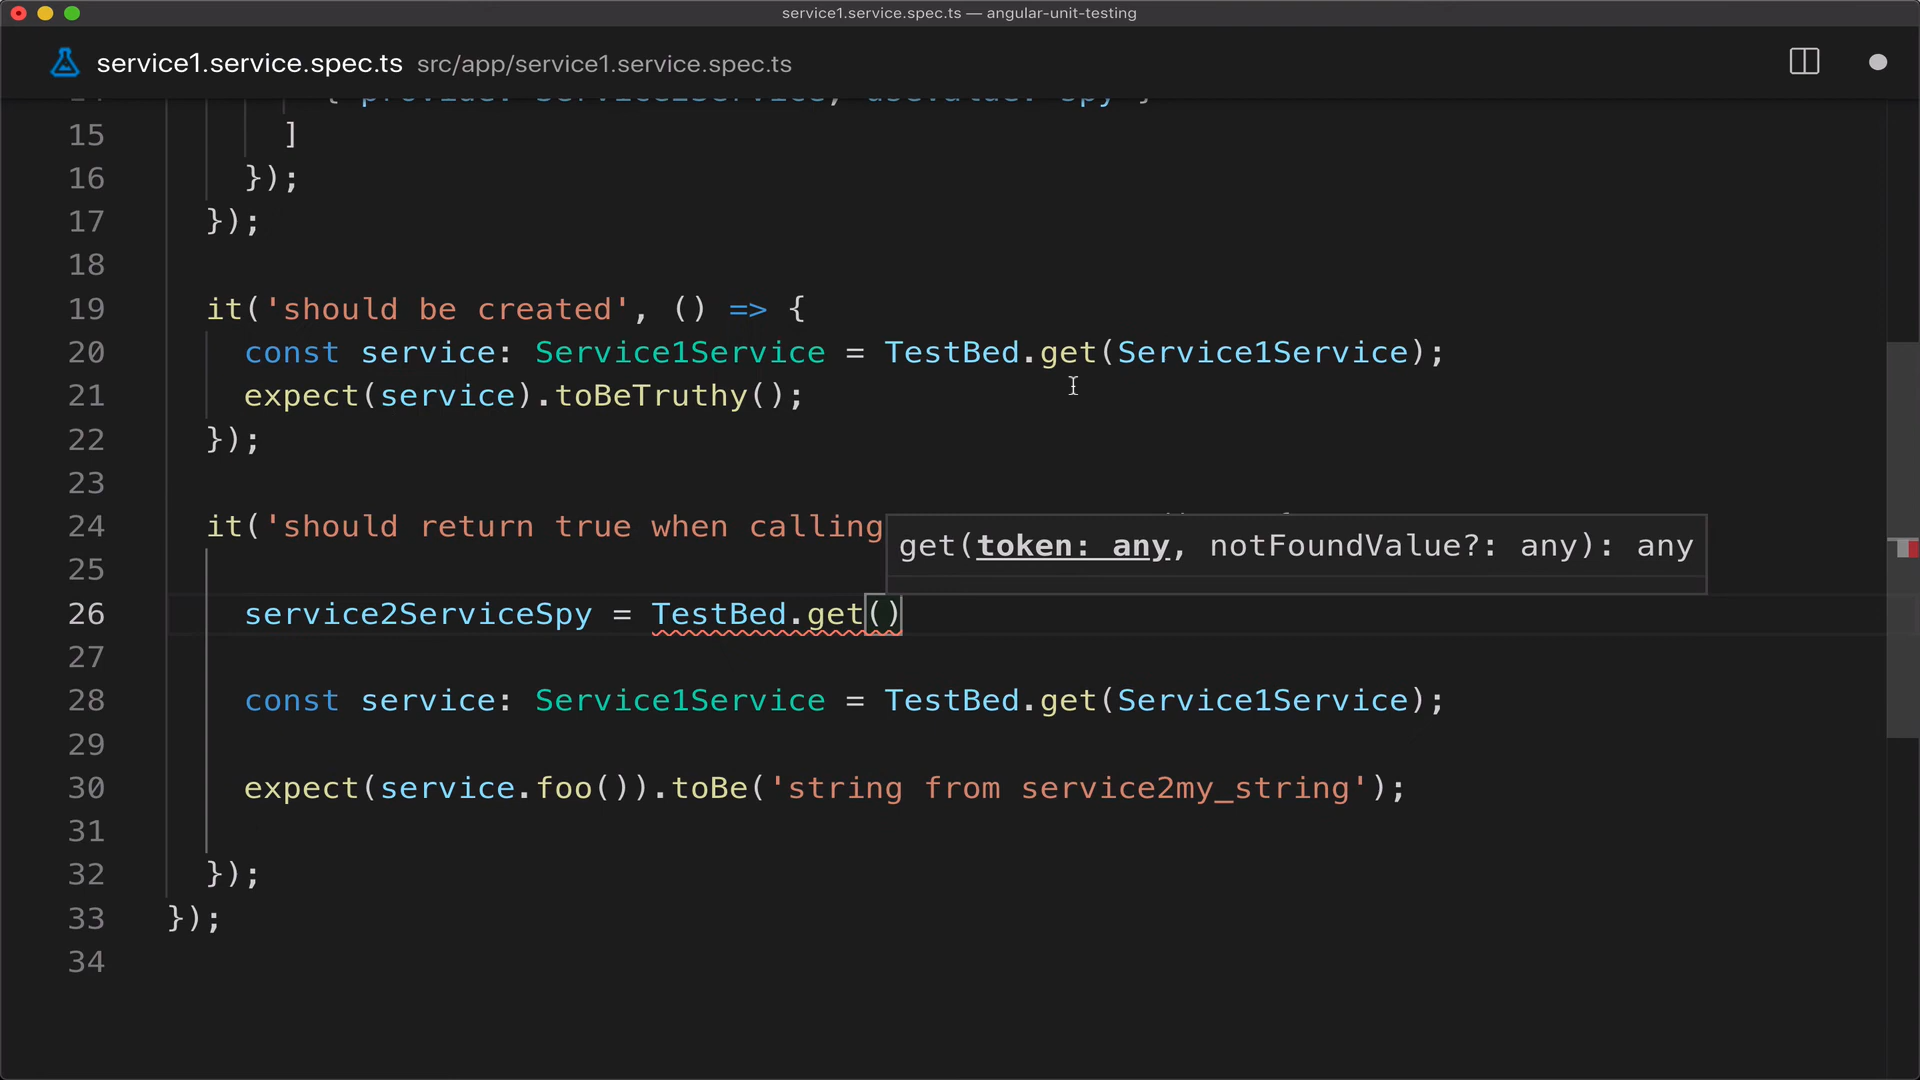 service1.service.spec.ts — angular-unit-testing
service1.service.spec.ts src/app/service1.service.spec.ts
15 ]
16 });
17 });
18
19 it('should be created', () => {
20 const service: Service1Service = TestBed.get(Service1Service);
21 expect(service).toBeTruthy();
22 });
23
24 it('should return true when calling
get(token: any, notFoundValue?: any): any
25
26 service2ServiceSpy = TestBed.get()
27
28 const service: Service1Service = TestBed.get(Service1Service);
29
30 expect(service.foo()).toBe('string from service2my_string');
31
32 });
33 });
34